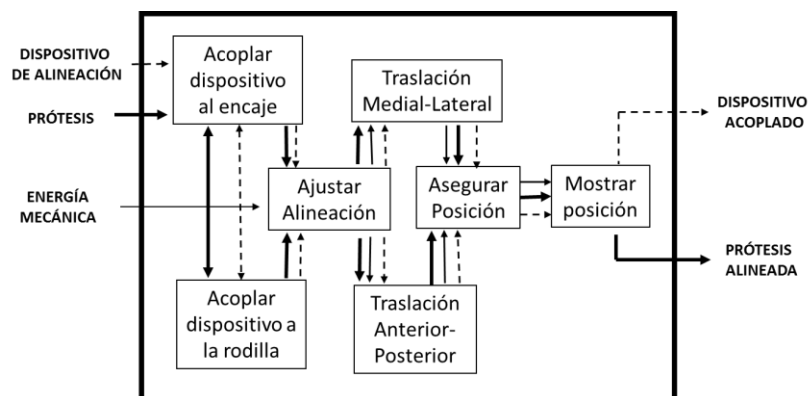 DISPOSITIVO
DE ALINEACIÓN
PRÓTESIS
ENERGÍA
MECÁNICA
Acoplar
dispositivo
al encaje
Acoplar
dispositivo a
la rodilla
Ajustar
Alineación
Traslación
Medial-Lateral
Traslación
Anterior-
Posterior
Asegurar
Posición
Mostrar
posición
DISPOSITIVO
ACOPLADO
PRÓTESIS
ALINEADA